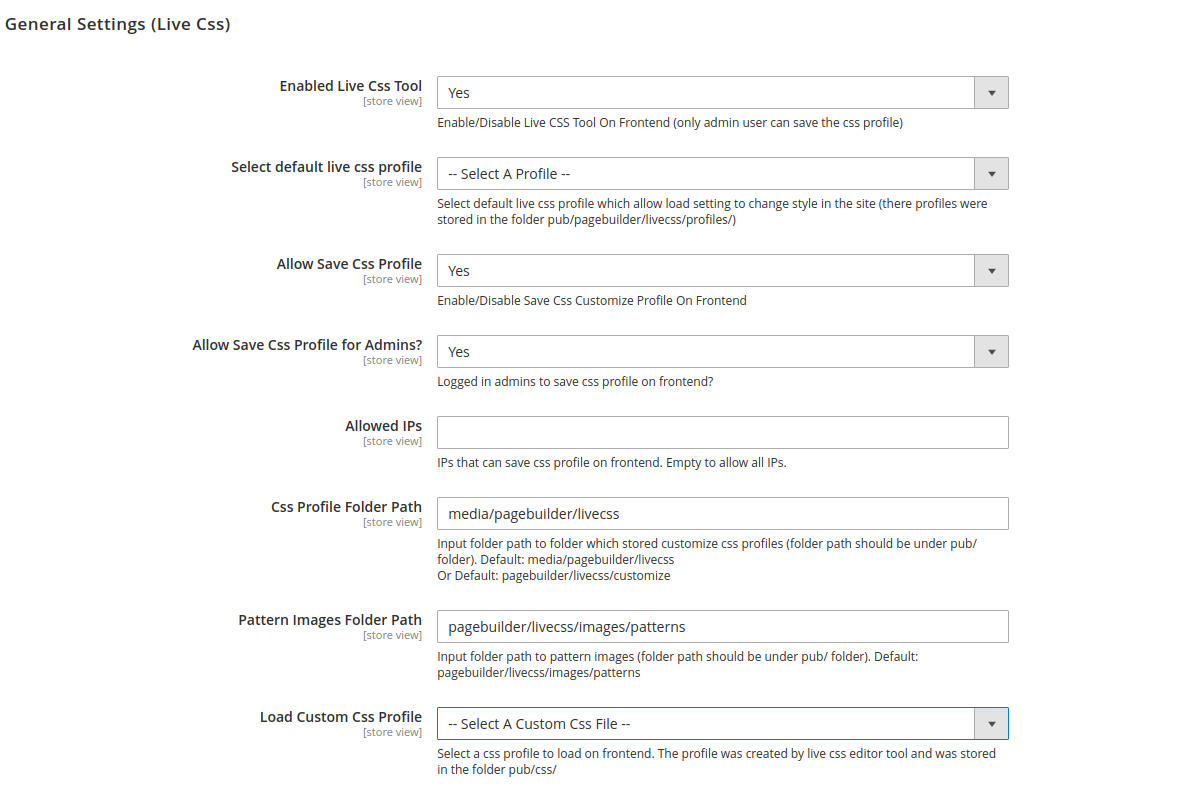 General Settings (Live Css)
Enabled Live Css Tool
[store view]
Yes
Enable/Disable Live CSS Tool On Frontend (only admin user can save the css profile)
Select default live css profile
[store view]
-- Select A Profile --
Select default live css profile which allow load setting to change style in the site (there profiles were
stored in the folder pub/pagebuilder/livecss/profiles/)
Allow Save Css Profile
[store view]
Yes
Enable/Disable Save Css Customize Profile On Frontend
Allow Save Css Profile for Admins?
[store view]
Yes
Logged in admins to save css profile on frontend?
Allowed IPs
[store view]
IPs that can save css profile on frontend. Empty to allow all IPs.
Css Profile Folder Path
[store view]
media/pagebuilder/livecss
Input folder path to folder which stored customize css profiles (folder path should be under pub/
folder). Default: media/pagebuilder/livecss
Or Default: pagebuilder/livecss/customize
Pattern Images Folder Path
[store view]
pagebuilder/livecss/images/patterns
Input folder path to pattern images (folder path should be under pub/ folder). Default:
pagebuilder/livecss/images/patterns
Load Custom Css Profile
[store view]
-- Select A Custom Css File --
Select a css profile to load on frontend. The profile was created by live css editor tool and was stored
in the folder pub/css/